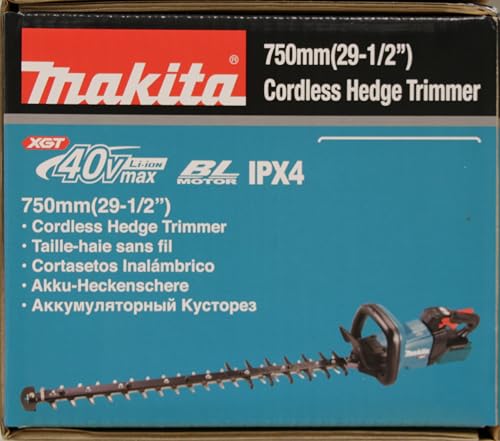 Makita®
750mm(29-1/2")
Cordless Hedge Trimmer
XGT
40Vmax Li-ion
BL MOTOR
IPX4
750mm(29-1/2")
· Cordless Hedge Trimmer
· Taille-haie sans fil
· Cortasetos Inalámbrico
· Akku-Heckenschere
· Аккумуляторный Кусторез